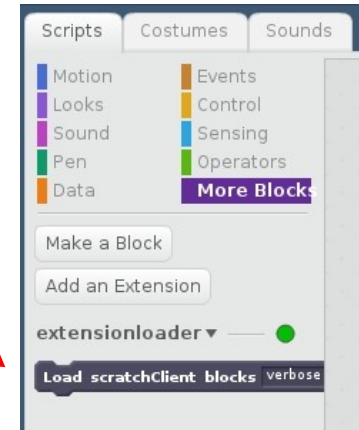 Scripts Costumes Sounds
Motion Events
Looks Control
Sound Sensing
Pen Operators
Data More Blocks
Make a Block
Add an Extension
extensionloader
Load scratchClient blocks verbose